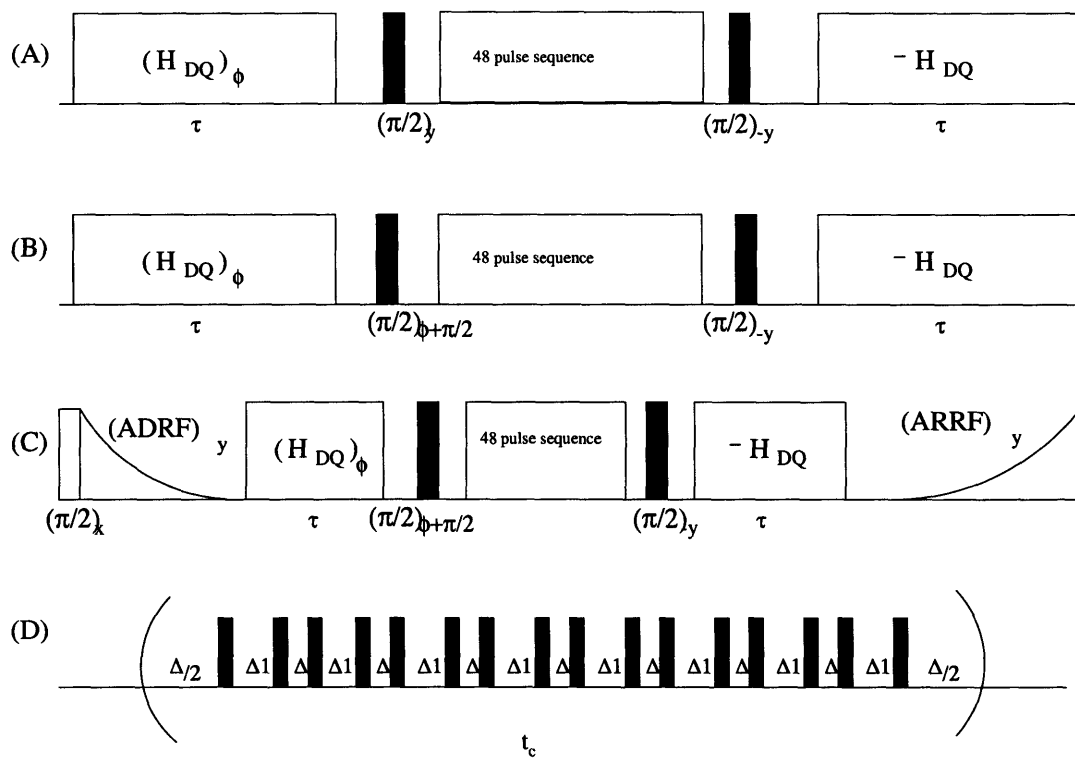 (A) (H DQ)ϕ 48 pulse sequence - H DQ
τ (π/2)y (π/2)-y τ
(B) (H DQ)ϕ 48 pulse sequence - H DQ
τ (π/2)ϕ+π/2 (π/2)-y τ
(C) (ADRF) y (H DQ)ϕ 48 pulse sequence - H DQ (ARRF) y
(π/2)x τ (π/2)ϕ+π/2 (π/2)y τ
(D) ( Δ/2 Δ1 Δ Δ1 Δ Δ1 Δ Δ1 Δ Δ1 Δ Δ1 Δ Δ1 Δ Δ1 Δ/2 )
tc